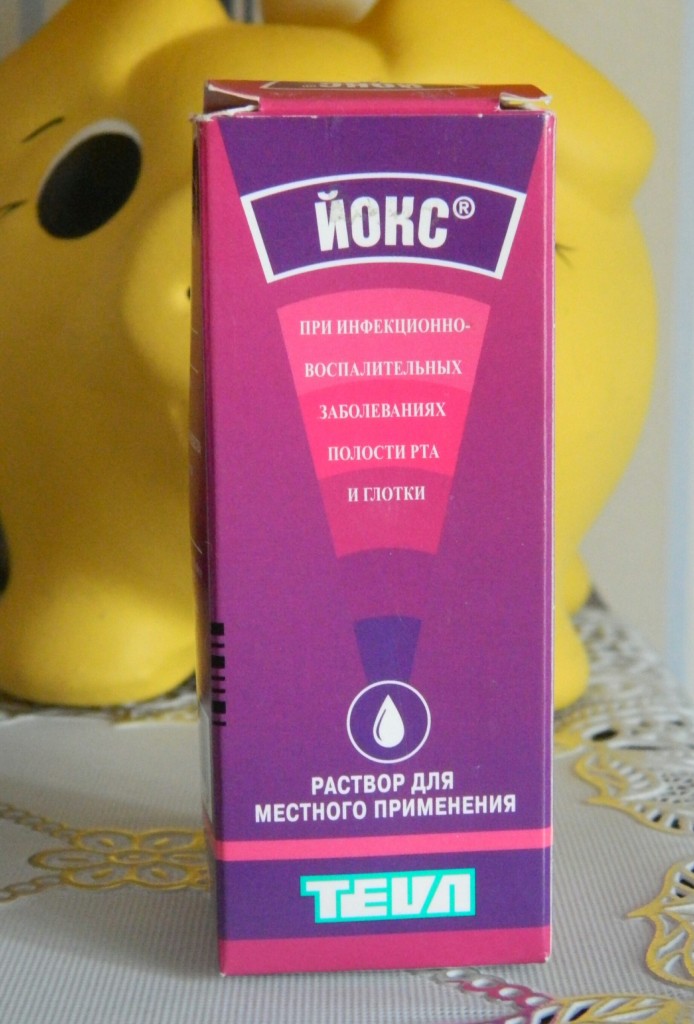 ЙОКС®
ПРИ ИНФЕКЦИОННО-
ВОСПАЛИТЕЛЬНЫХ
ЗАБОЛЕВАНИЯХ
ПОЛОСТИ РТА
И ГЛОТКИ
РАСТВОР ДЛЯ
МЕСТНОГО ПРИМЕНЕНИЯ
TEVA